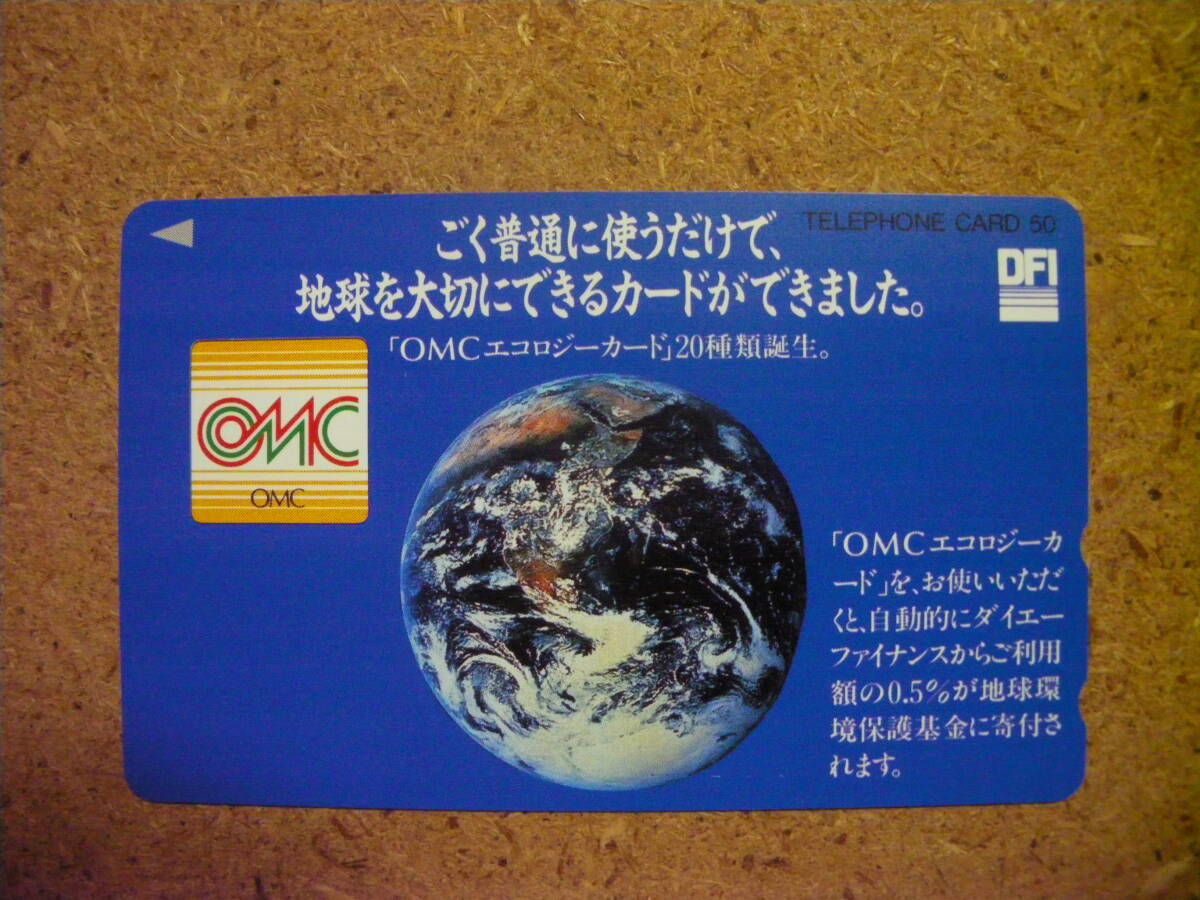 TELEPHONE CARD 50
ごく普通に使うだけで、
地球を大切にできるカードができました。
DFI
「OMCエコロジーカード」20種類誕生。
OMC
OMC
「OMCエコロジーカ
ード」を、お使いいただ
くと、自動的にダイエー
ファイナンスからご利用
額の0.5%が地球環
境保護基金に寄付さ
れます。